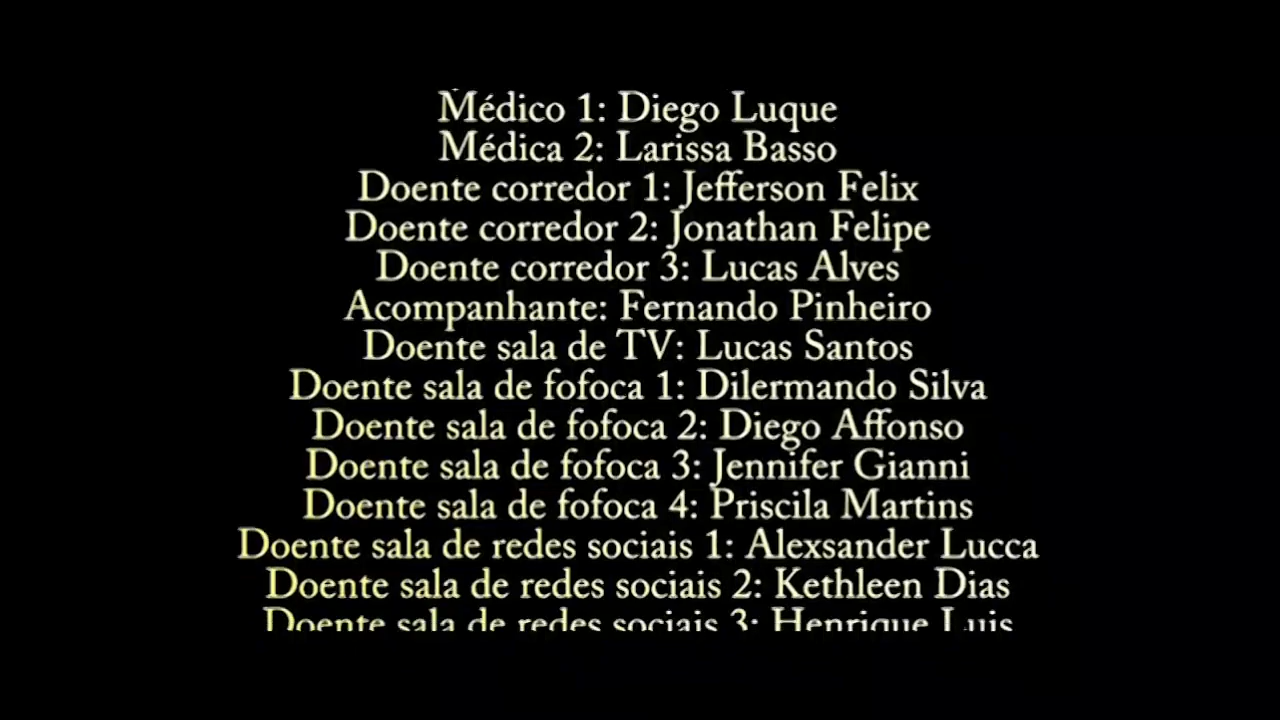 Médico 1: Diego Luque
Médica 2: Larissa Basso
Doente corredor 1: Jefferson Felix
Doente corredor 2: Jonathan Felipe
Doente corredor 3: Lucas Alves
Acompanhante: Fernando Pinheiro
Doente sala de TV: Lucas Santos
Doente sala de fofoca 1: Dilermando Silva
Doente sala de fofoca 2: Diego Affonso
Doente sala de fofoca 3: Jennifer Gianni
Doente sala de fofoca 4: Priscila Martins
Doente sala de redes sociais 1: Alexsander Lucca
Doente sala de redes sociais 2: Kethleen Dias
Doente sala de redes sociais 3: Henrique Luis